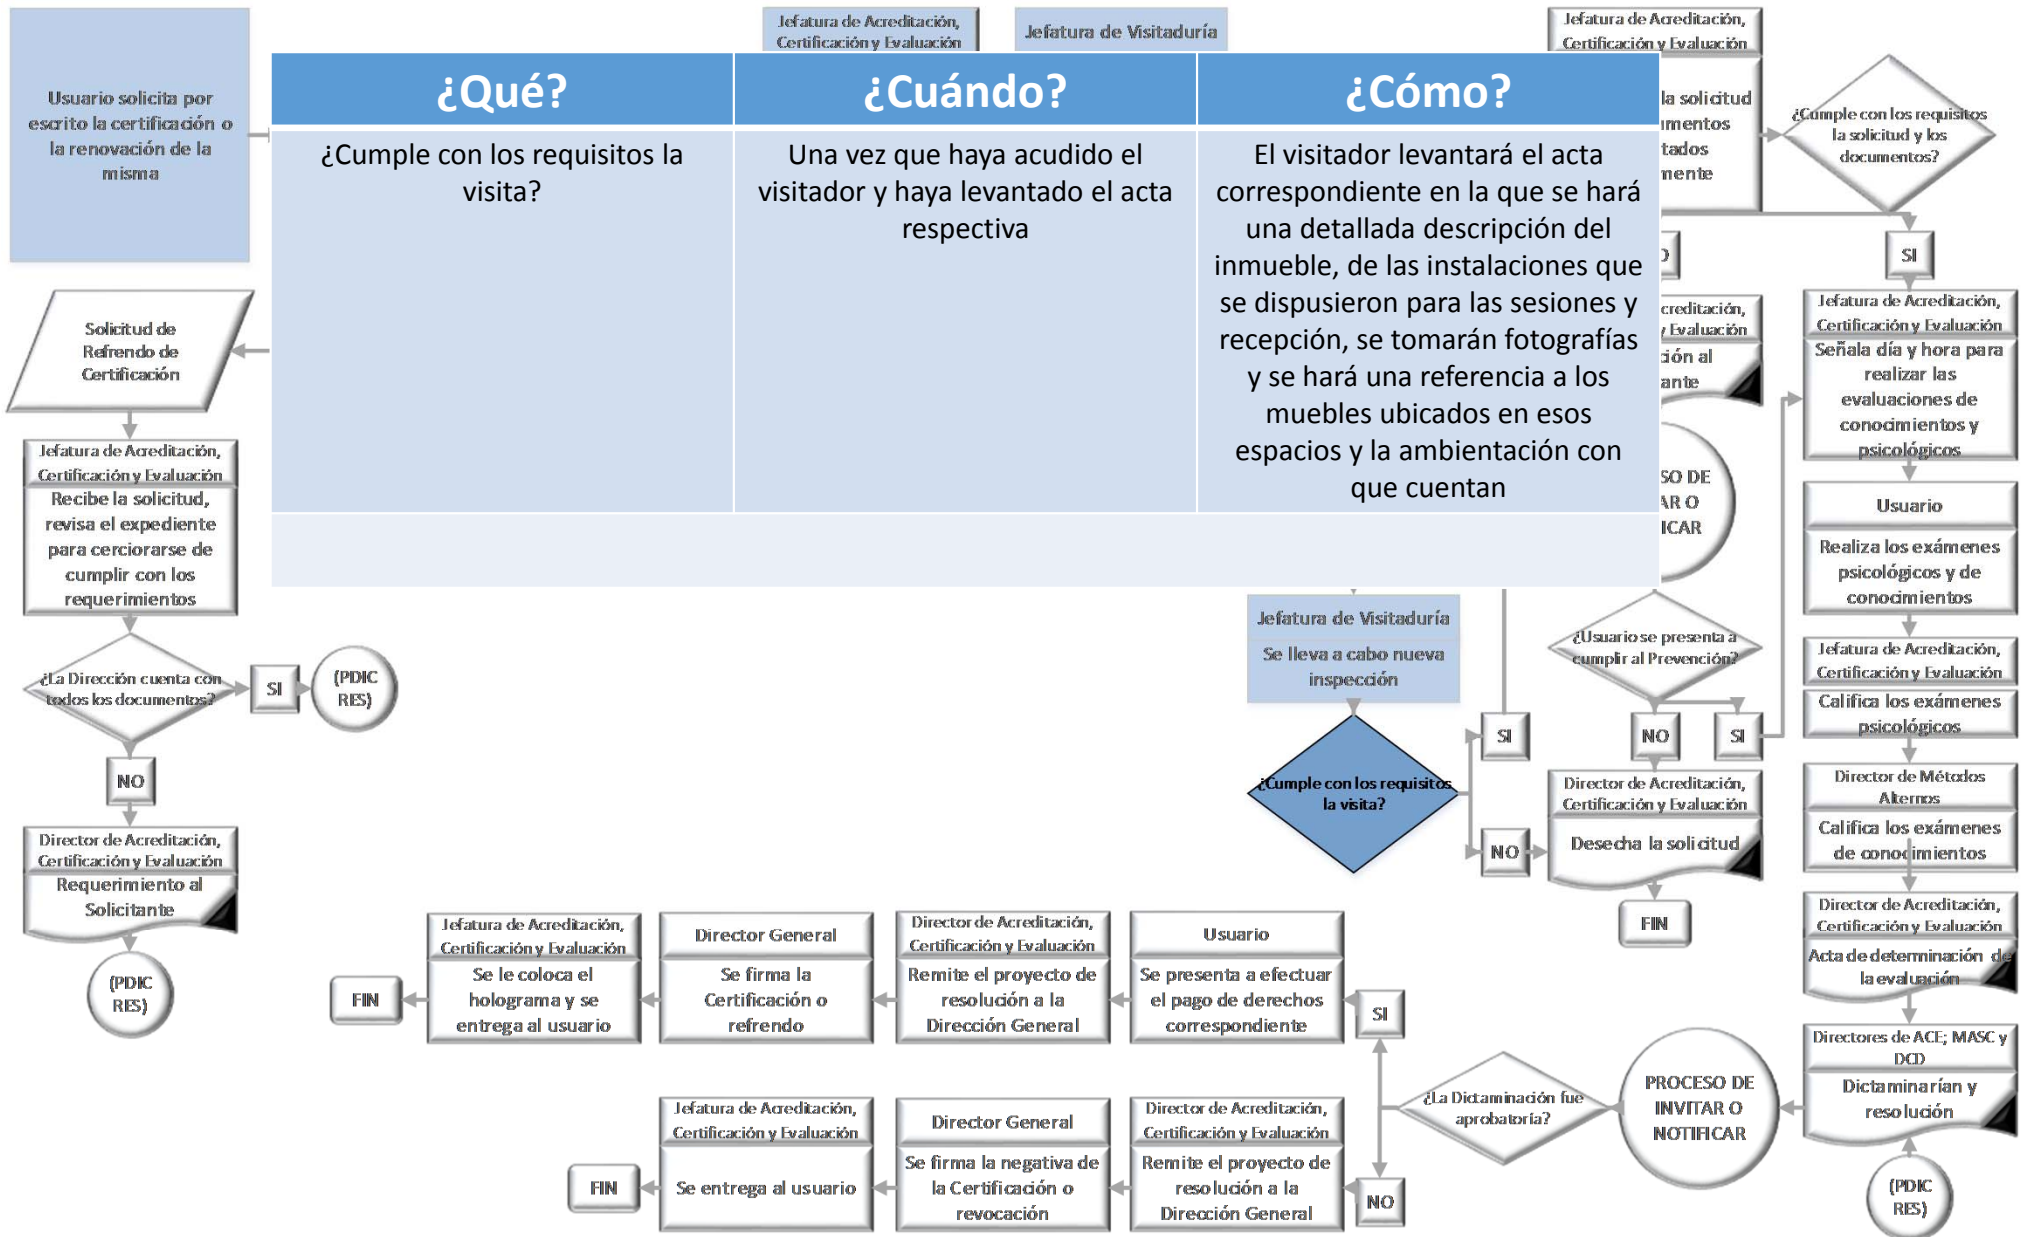 Jefatura de Acreditación,
Certificación y Evaluación
Jefatura de Visitaduría
Jefatura de Acreditación,
Certificación y Evaluación
Usuario solicita por
escrito la certificación o
la renovación de la
misma
¿Qué?
¿Cuándo?
¿Cómo?
¿Cumple con los requisitos la
visita?
Una vez que haya acudido el
visitador y haya levantado el acta
respectiva
El visitador levantará el acta
correspondiente en la que se hará
una detallada descripción del
inmueble, de las instalaciones que
se dispusieron para las sesiones y
recepción, se tomarán fotografías
y se hará una referencia a los
muebles ubicados en esos
espacios y la ambientación con
que cuentan
la solicitud
¿Cumple con los requisitos
la solicitud y los
documentos?
SI
Jefatura de Acreditación,
Certificación y Evaluación
Señala día y hora para
realizar las
evaluaciones de
conocimientos y
psicológicos
Usuario
Realiza los exámenes
psicológicos y de
conocimientos
Jefatura de Acreditación,
Certificación y Evaluación
Califica los exámenes
psicológicos
Director de Métodos
Alternos
Califica los exámenes
de conocimientos
Director de Acreditación,
Certificación y Evaluación
Acta de determinación de
la evaluación
Directores de ACE; MASC y
DCD
Dictaminarían y
resolución
(PDIC
RES)
Solicitud de
Refrendo de
Certificación
Jefatura de Acreditación,
Certificación y Evaluación
Recibe la solicitud,
revisa el expediente
para cerciorarse de
cumplir con los
requerimientos
¿La Dirección cuenta con
todos los documentos?
SI
(PDIC
RES)
NO
Director de Acreditación,
Certificación y Evaluación
Requerimiento al
Solicitante
(PDIC
RES)
Jefatura de Visitaduría
Se lleva a cabo nueva
inspección
¿Cumple con los requisitos
la visita?
SI
NO
¿Usuario se presenta a
cumplir al Prevención?
NO
SI
Director de Acreditación,
Certificación y Evaluación
Desecha la solicitud
FIN
Jefatura de Acreditación,
Certificación y Evaluación
Se le coloca el
holograma y se
entrega al usuario
FIN
Director General
Se firma la
Certificación o
refrendo
Director de Acreditación,
Certificación y Evaluación
Remite el proyecto de
resolución a la
Dirección General
Usuario
Se presenta a efectuar
el pago de derechos
correspondiente
SI
¿La Dictaminación fue
aprobatoría?
PROCESO DE
INVITAR O
NOTIFICAR
Jefatura de Acreditación,
Certificación y Evaluación
Se entrega al usuario
FIN
Director General
Se firma la negativa de
la Certificación o
revocación
Director de Acreditación,
Certificación y Evaluación
Remite el proyecto de
resolución a la
Dirección General
NO